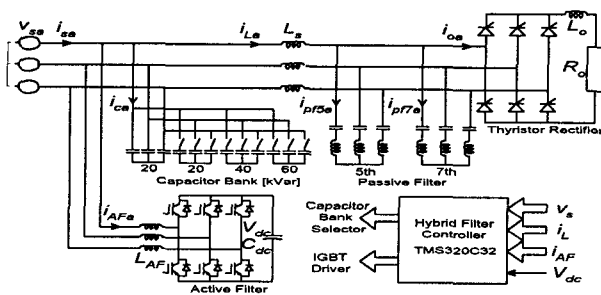 v_sa
i_sa
i_La
L_s
i_oa
L_o
R_o
i_ca
i_pf5a
i_pf7a
Thyristor Rectifier
20 20 40 60
Capacitor Bank [kVar]
5th 7th
Passive Filter
i_AFa
V_dc
C_dc
L_AF
Active Filter
Capacitor
Bank
Selector
IGBT
Driver
Hybrid Filter
Controller
TMS320C32
v_s
i_L
i_AF
V_dc